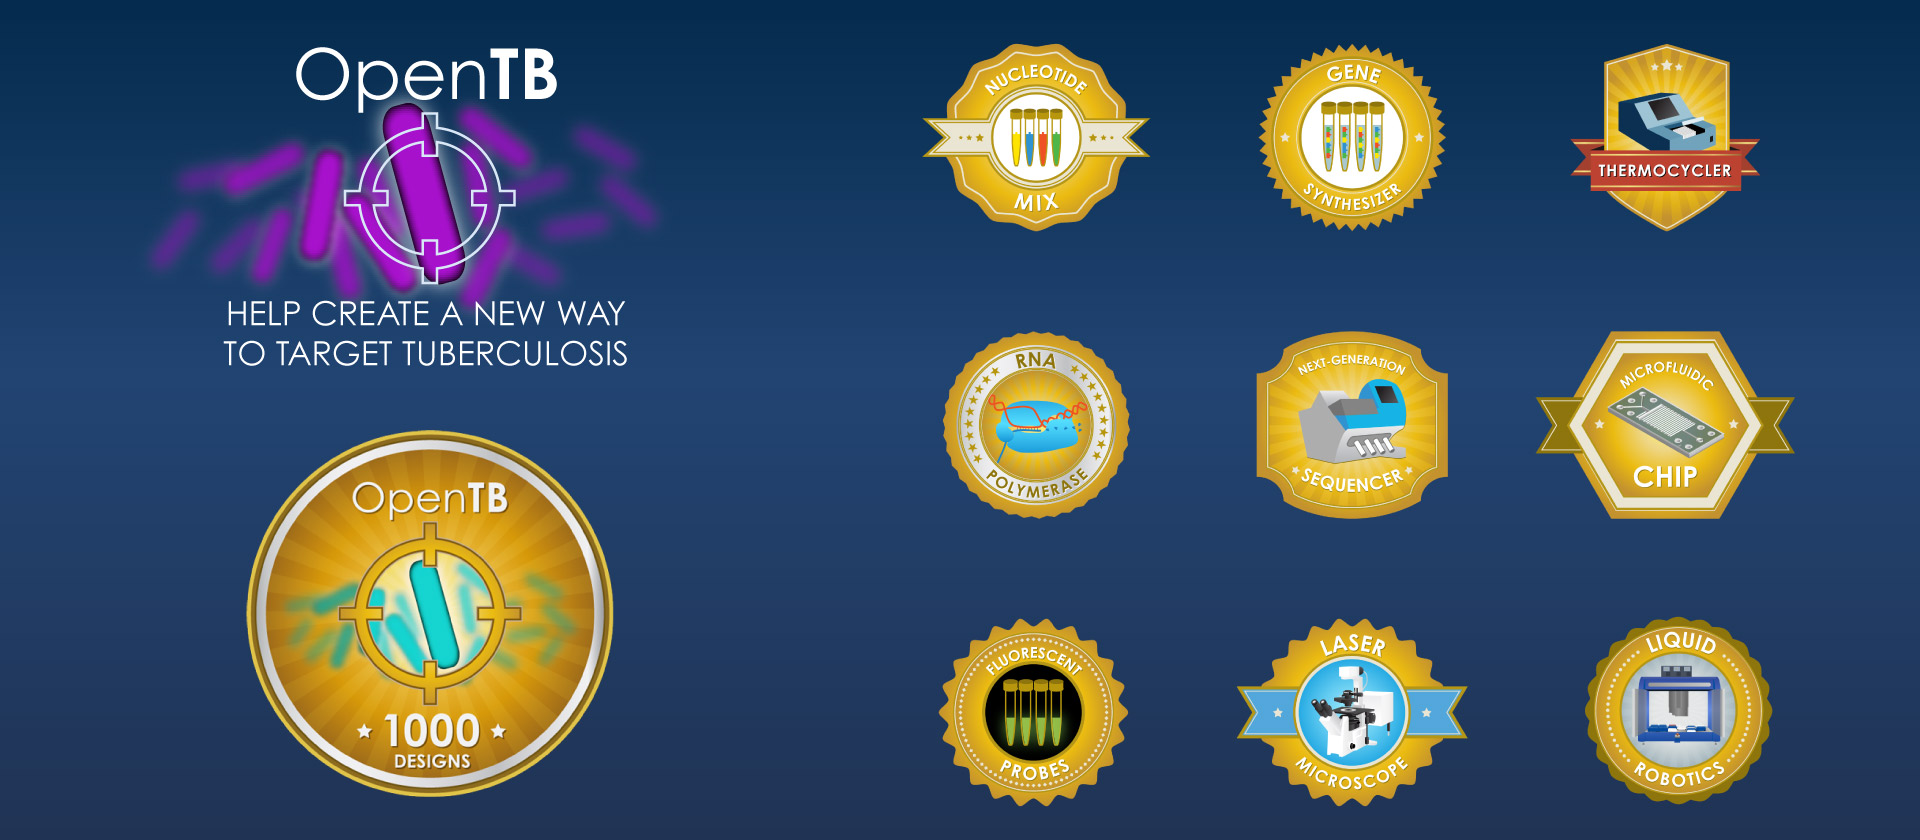 OpenTB
HELP CREATE A NEW WAY
TO TARGET TUBERCULOSIS
OpenTB
1000
DESIGNS
NUCLEOTIDE
MIX
GENE
SYNTHESIZER
THERMOCYCLER
RNA
POLYMERASE
NEXT-GENERATION
SEQUENCER
MICROFLUIDIC
CHIP
FLUORESCENT
PROBES
LASER
MICROSCOPE
LIQUID
ROBOTICS